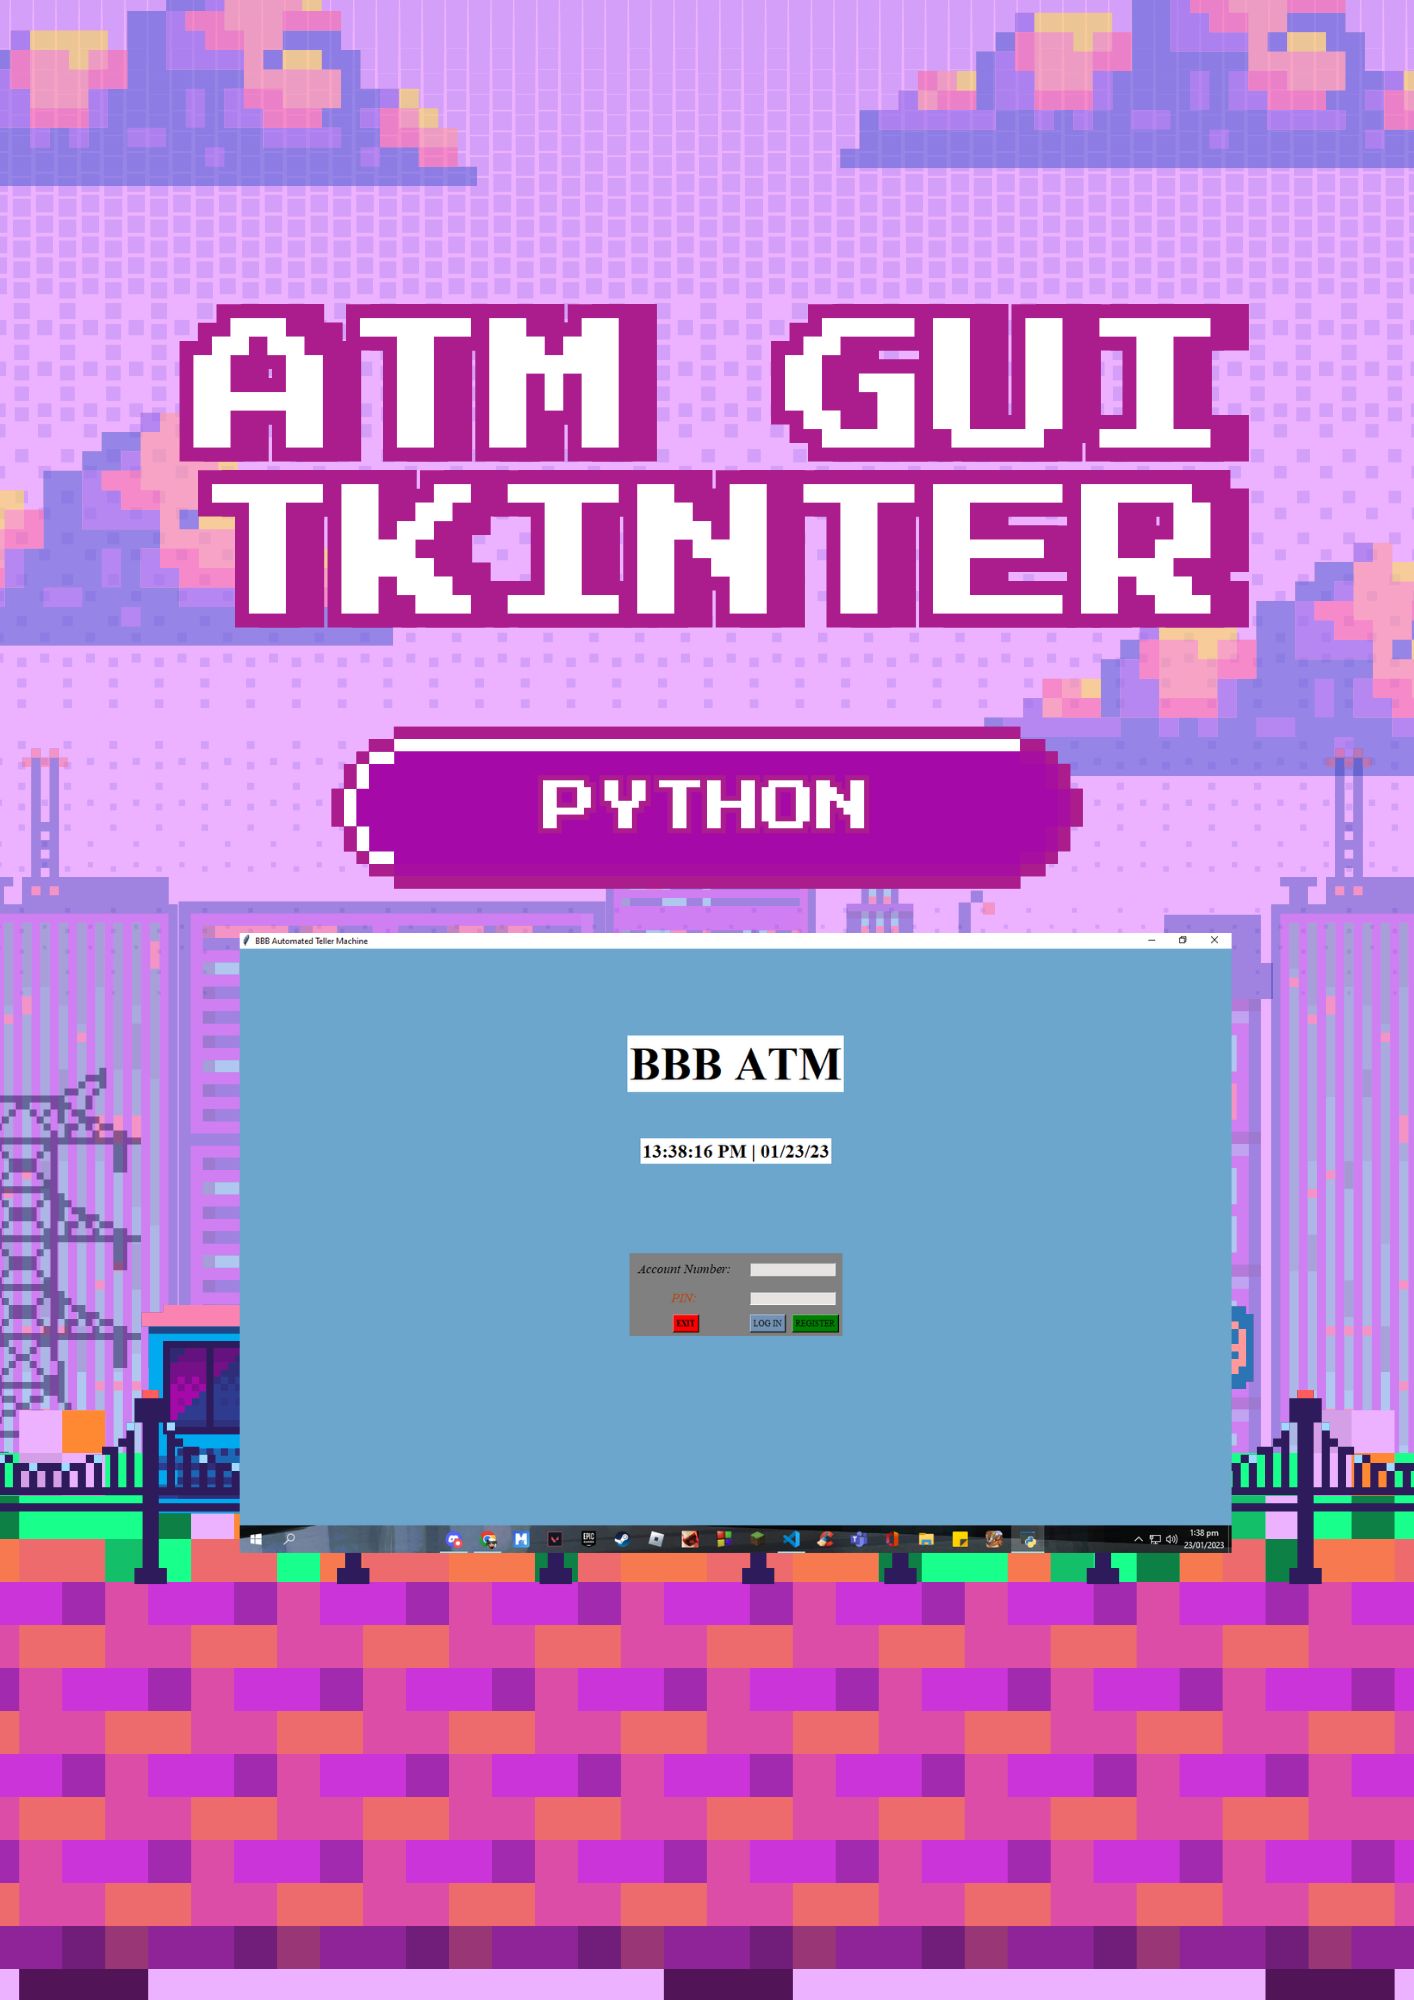 ATM GUI
TKINTER
PYTHON
BBB Automated Teller Machine
BBB ATM
13:38:16 PM | 01/23/23
Account Number:
PIN:
EXIT LOG IN REGISTER
EPIC
1:38 pm
23/01/2023